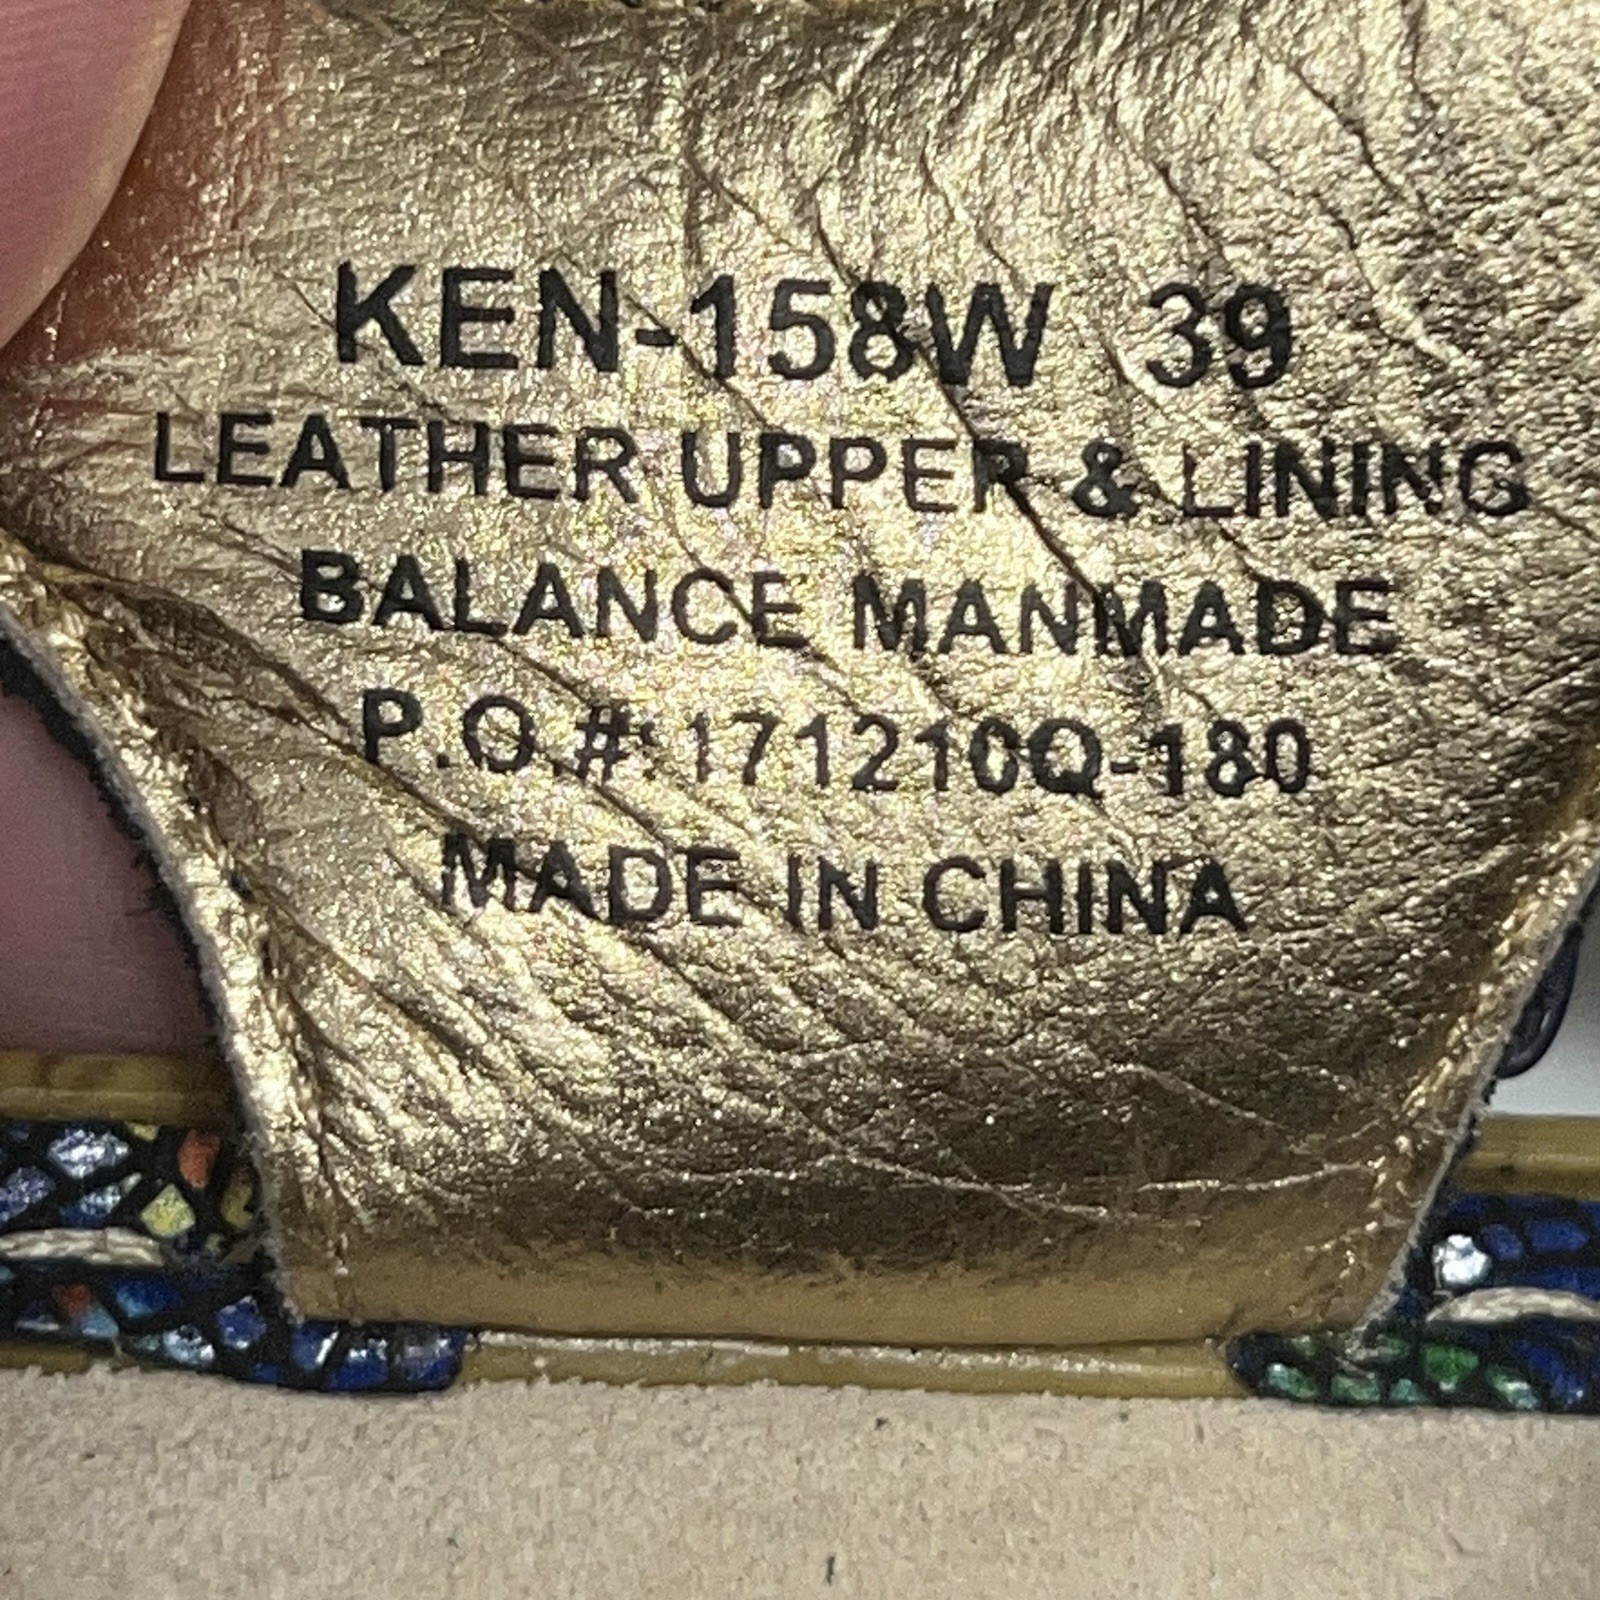 KEN-158W 39
LEATHER UPPER & LINING
BALANCE MANMADE
P.O.#:171210Q-180
MADE IN CHINA